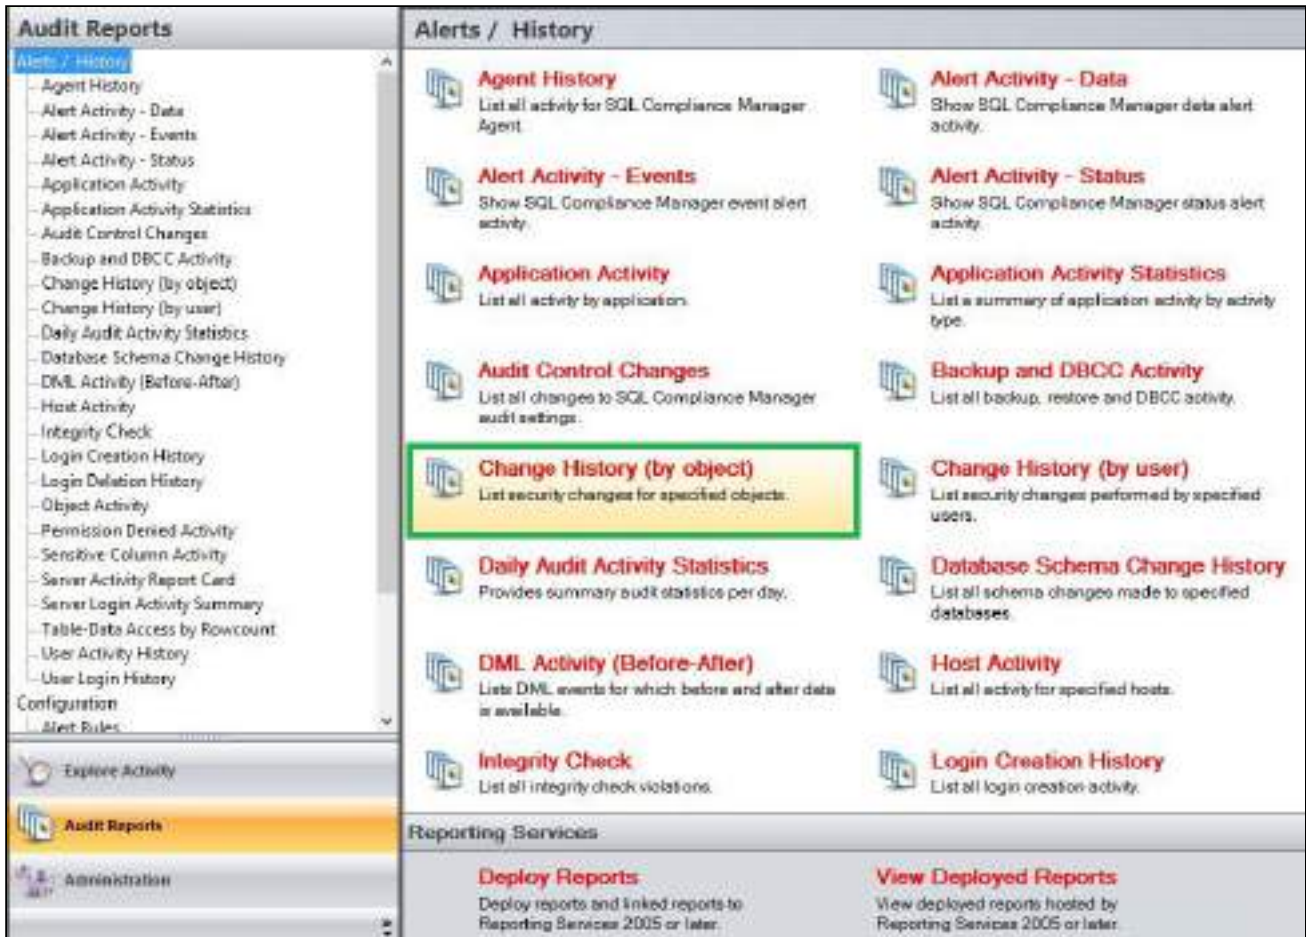 Audit Reports
Alerts / History
Agent History
Alert Activity - Data
Alert Activity - Events
Alert Activity - Status
Application Activity
Application Activity Statistics
Audit Control Changes
Backup and DBCC Activity
Change History (by object)
Change History (by user)
Daily Audit Activity Statistics
Database Schema Change History
DML Activity (Before-After)
Host Activity
Integrity Check
Login Creation History
Login Deletion History
Object Activity
Permission Denied Activity
Sensitive Column Activity
Server Activity Report Card
Server Login Activity Summary
Table-Data Access by Rowcount
User Activity History
User Login History
Configuration
Alert Rules
Explore Activity
Audit Reports
Administration
Alerts / History
Agent History
List all activity for SQL Compliance Manager
Agent.
Alert Activity - Data
Show SQL Compliance Manager data alert
activity.
Alert Activity - Events
Show SQL Compliance Manager event alert
activity.
Alert Activity - Status
Show SQL Compliance Manager status alert
activity.
Application Activity
List all activity by application.
Application Activity Statistics
List a summary of application activity by activity
type.
Audit Control Changes
List all changes to SQL Compliance Manager
audit settings.
Backup and DBCC Activity
List all backup, restore and DBCC activity.
Change History (by object)
List security changes for specified objects.
Change History (by user)
List security changes performed by specified
users.
Daily Audit Activity Statistics
Provides summary audit statistics per day.
Database Schema Change History
List all schema changes made to specified
databases.
DML Activity (Before-After)
Lists DML events for which before and after data
is available.
Host Activity
List all activity for specified hosts.
Integrity Check
List all integrity check violations.
Login Creation History
List all login creation activity.
Reporting Services
Deploy Reports
Deploy reports and linked reports to
Reporting Services 2005 or later.
View Deployed Reports
View deployed reports hosted by
Reporting Services 2005 or later.